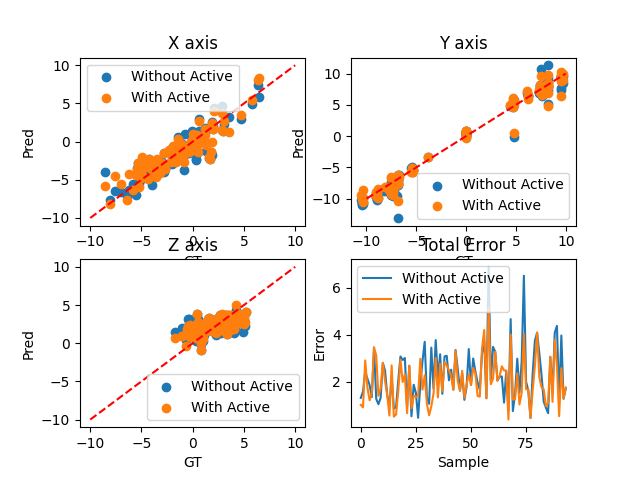 X axis
Pred
10
5
0
−5
−10
Without Active
With Active
−10 −5 0 5 10
GT
Y axis
Pred
10
5
0
−5
−10
Without Active
With Active
−10 −5 0 5 10
GT
Z axis
Pred
10
5
0
−5
−10
Without Active
With Active
−10 −5 0 5 10
GT
Total Error
Error
6
4
2
Without Active
With Active
0 25 50 75
Sample